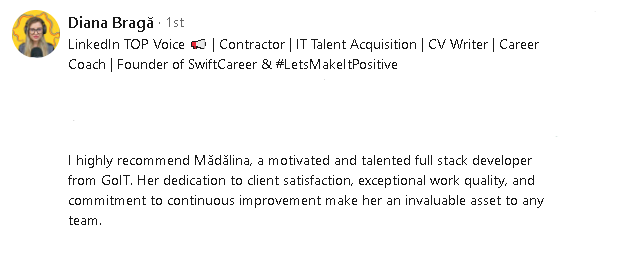 Diana Bragă · 1st
LinkedIn TOP Voice 📢 | Contractor | IT Talent Acquisition | CV Writer | Career
Coach | Founder of SwiftCareer & #LetsMakeItPositive
I highly recommend Mădălina, a motivated and talented full stack developer
from GoIT. Her dedication to client satisfaction, exceptional work quality, and
commitment to continuous improvement make her an invaluable asset to any
team.